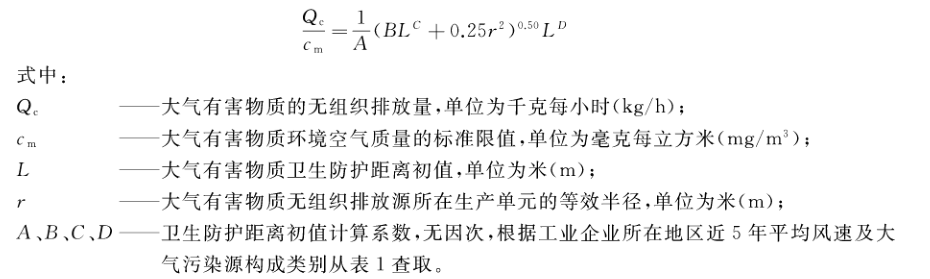 Q_c/c_m = 1/A (BL^C + 0.25r²)^0.50 L^D
式中：
Q_c ——大气有害物质的无组织排放量,单位为千克每小时(kg/h)；
c_m ——大气有害物质环境空气质量的标准限值,单位为毫克每立方米(mg/m³)；
L ——大气有害物质卫生防护距离初值,单位为米(m)；
r ——大气有害物质无组织排放源所在生产单元的等效半径,单位为米(m)；
A、B、C、D ——卫生防护距离初值计算系数,无因次,根据工业企业所在地区近 5 年平均风速及大
气污染源构成类别从表 1 查取。